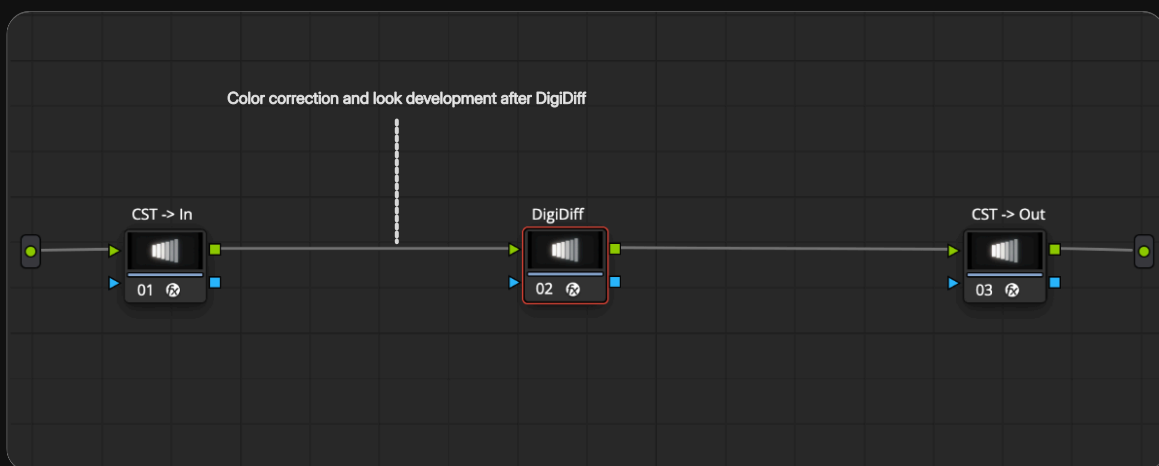 Color correction and look development after DigiDiff
CST -> In
DigiDiff
CST -> Out
01
02
03